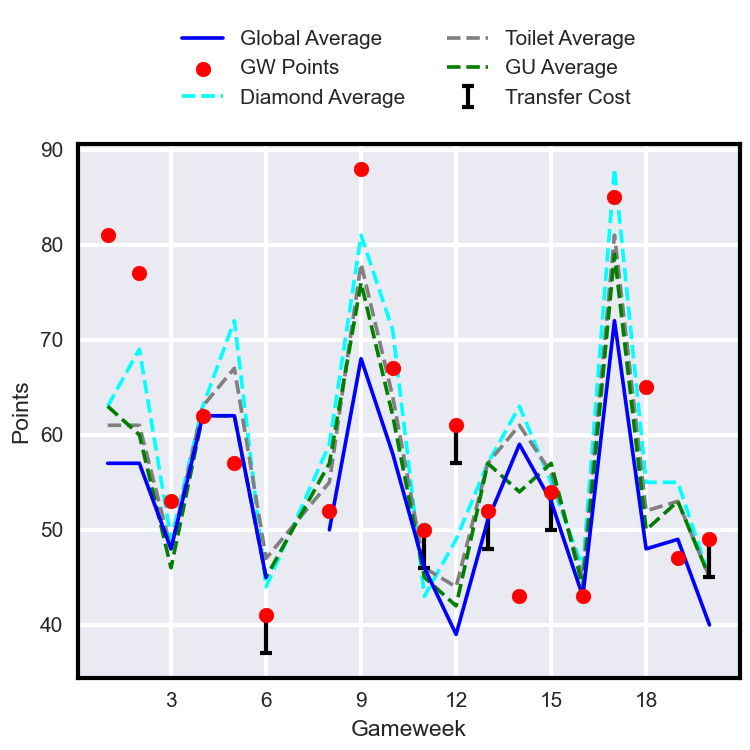 Global Average
GW Points
Diamond Average
Toilet Average
GU Average
Transfer Cost
90
80
70
60
50
40
Points
3 6 9 12 15 18
Gameweek